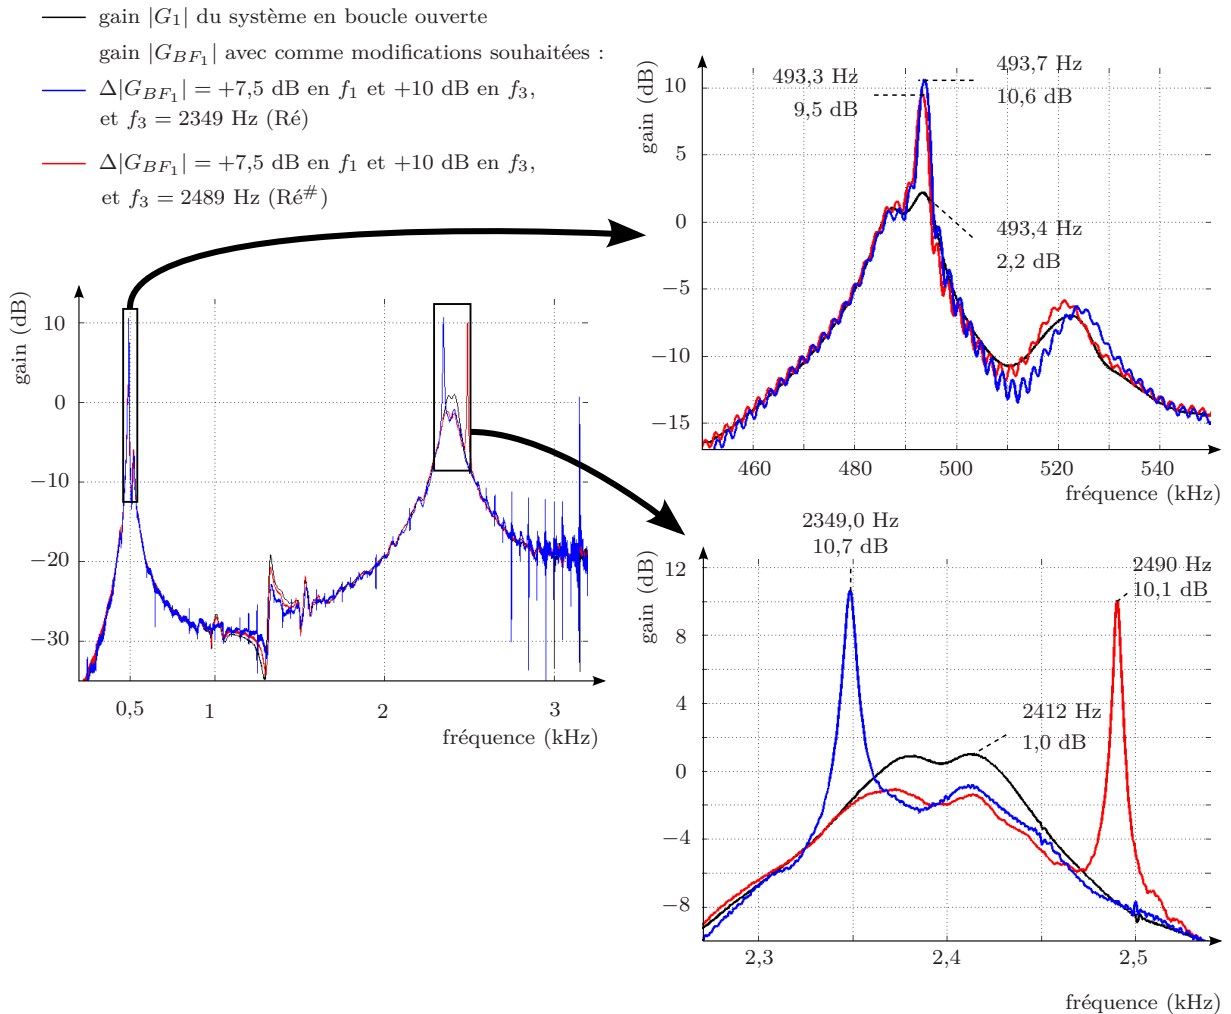 gain |G₁| du système en boucle ouverte
gain |G_{BF₁}| avec comme modifications souhaitées :
Δ|G_{BF₁}| = +7,5 dB en f₁ et +10 dB en f₃,
et f₃ = 2349 Hz (Ré)
Δ|G_{BF₁}| = +7,5 dB en f₁ et +10 dB en f₃,
et f₃ = 2489 Hz (Ré#)
gain (dB)
10
0
−10
−20
−30
0,5
1
2
3
fréquence (kHz)
gain (dB)
10
5
0
−5
−10
−15
493,3 Hz
9,5 dB
493,7 Hz
10,6 dB
493,4 Hz
2,2 dB
460
480
500
520
540
fréquence (kHz)
gain (dB)
12
8
4
0
−4
−8
2349,0 Hz
10,7 dB
2490 Hz
10,1 dB
2412 Hz
1,0 dB
2,3
2,4
2,5
fréquence (kHz)